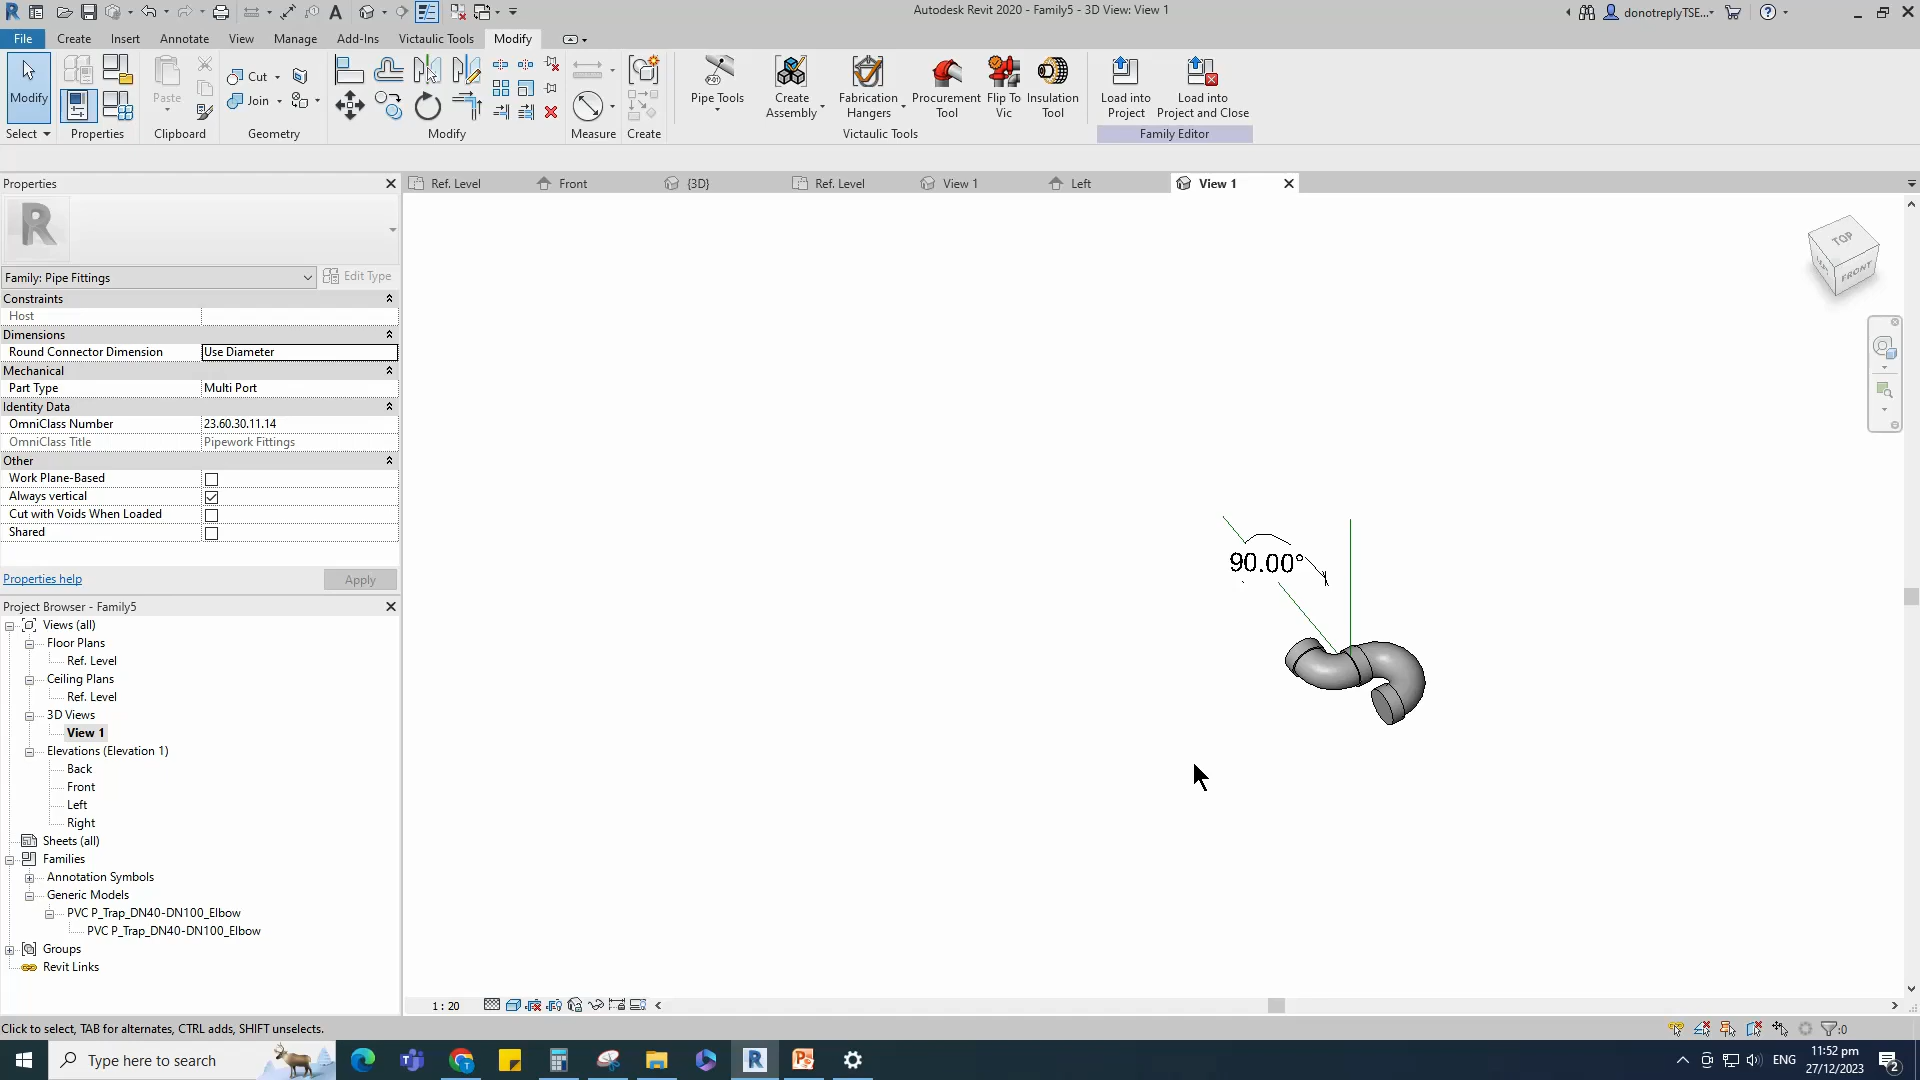 Autodesk Revit 2020 - Family5 - 3D View: View 1
donotreplyTSE...
File Create Insert Annotate View Manage Add-Ins Victaulic Tools Modify
Modify
Paste
Cut
Join
Pipe Tools
Create Assembly
Fabrication Hangers
Procurement Tool
Flip To Vic
Insulation Tool
Load into Project
Load into Project and Close
Select Properties Clipboard Geometry Modify Measure Create Victaulic Tools Family Editor
Properties
Ref. Level Front {3D} Ref. Level View 1 Left View 1
Family: Pipe Fittings Edit Type
Constraints
Host
Dimensions
Round Connector Dimension Use Diameter
Mechanical
Part Type Multi Port
Identity Data
OmniClass Number 23.60.30.11.14
OmniClass Title Pipework Fittings
Other
Work Plane-Based
Always vertical
Cut with Voids When Loaded
Shared
Properties help Apply
Project Browser - Family5
Views (all)
Floor Plans
Ref. Level
Ceiling Plans
Ref. Level
3D Views
View 1
Elevations (Elevation 1)
Back
Front
Left
Right
Sheets (all)
Families
Annotation Symbols
Generic Models
PVC P_Trap_DN40-DN100_Elbow
PVC P_Trap_DN40-DN100_Elbow
Groups
Revit Links
TOP
LEFT
FRONT
90.00°
1 : 20
Click to select, TAB for alternates, CTRL adds, SHIFT unselects.
:0
Type here to search
ENG
11:52 pm
27/12/2023
2